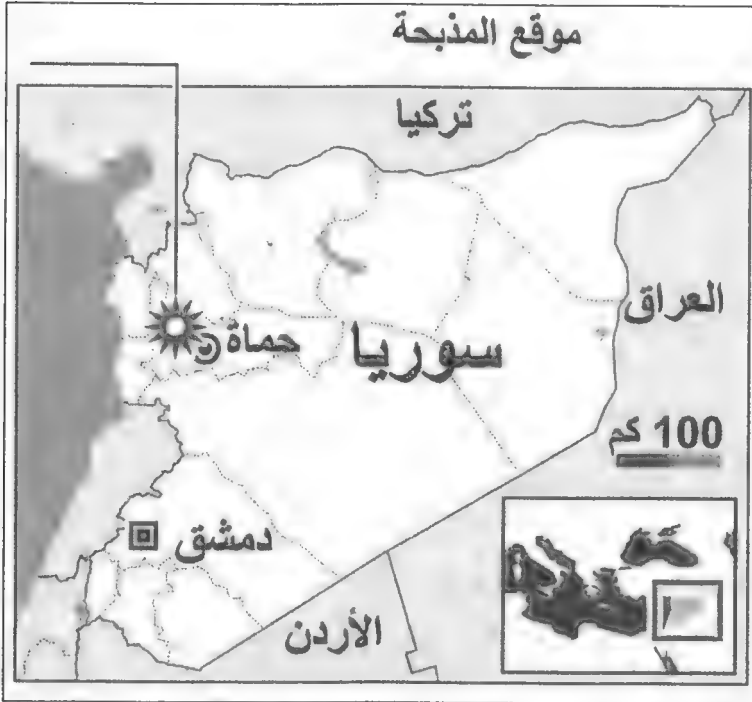 موقع المذبحة
تركيا
العراق
حماة
سوريا
100 كم
دمشق
الأردن